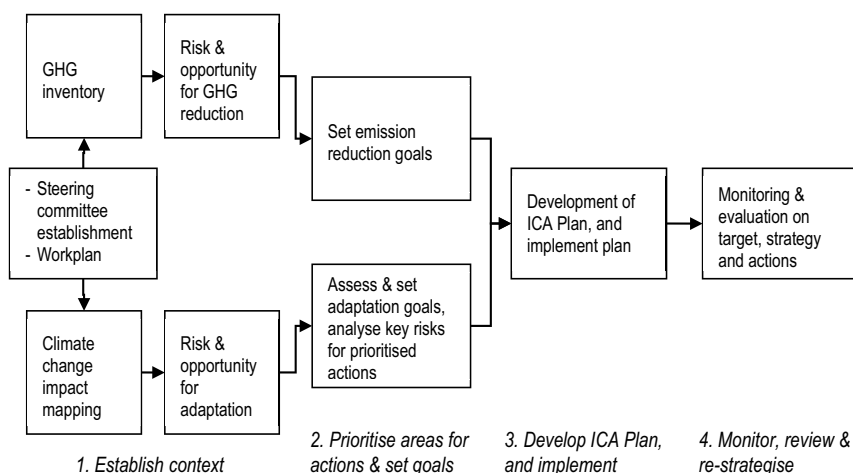 GHG
inventory
Risk &
opportunity
for GHG
reduction
Set emission
reduction goals
- Steering
committee
establishment
- Workplan
Development of
ICA Plan, and
implement plan
Monitoring &
evaluation on
target, strategy
and actions
Climate
change
impact
mapping
Risk &
opportunity
for
adaptation
Assess & set
adaptation goals,
analyse key risks
for prioritised
actions
1. Establish context
2. Prioritise areas for
actions & set goals
3. Develop ICA Plan,
and implement
4. Monitor, review &
re-strategise